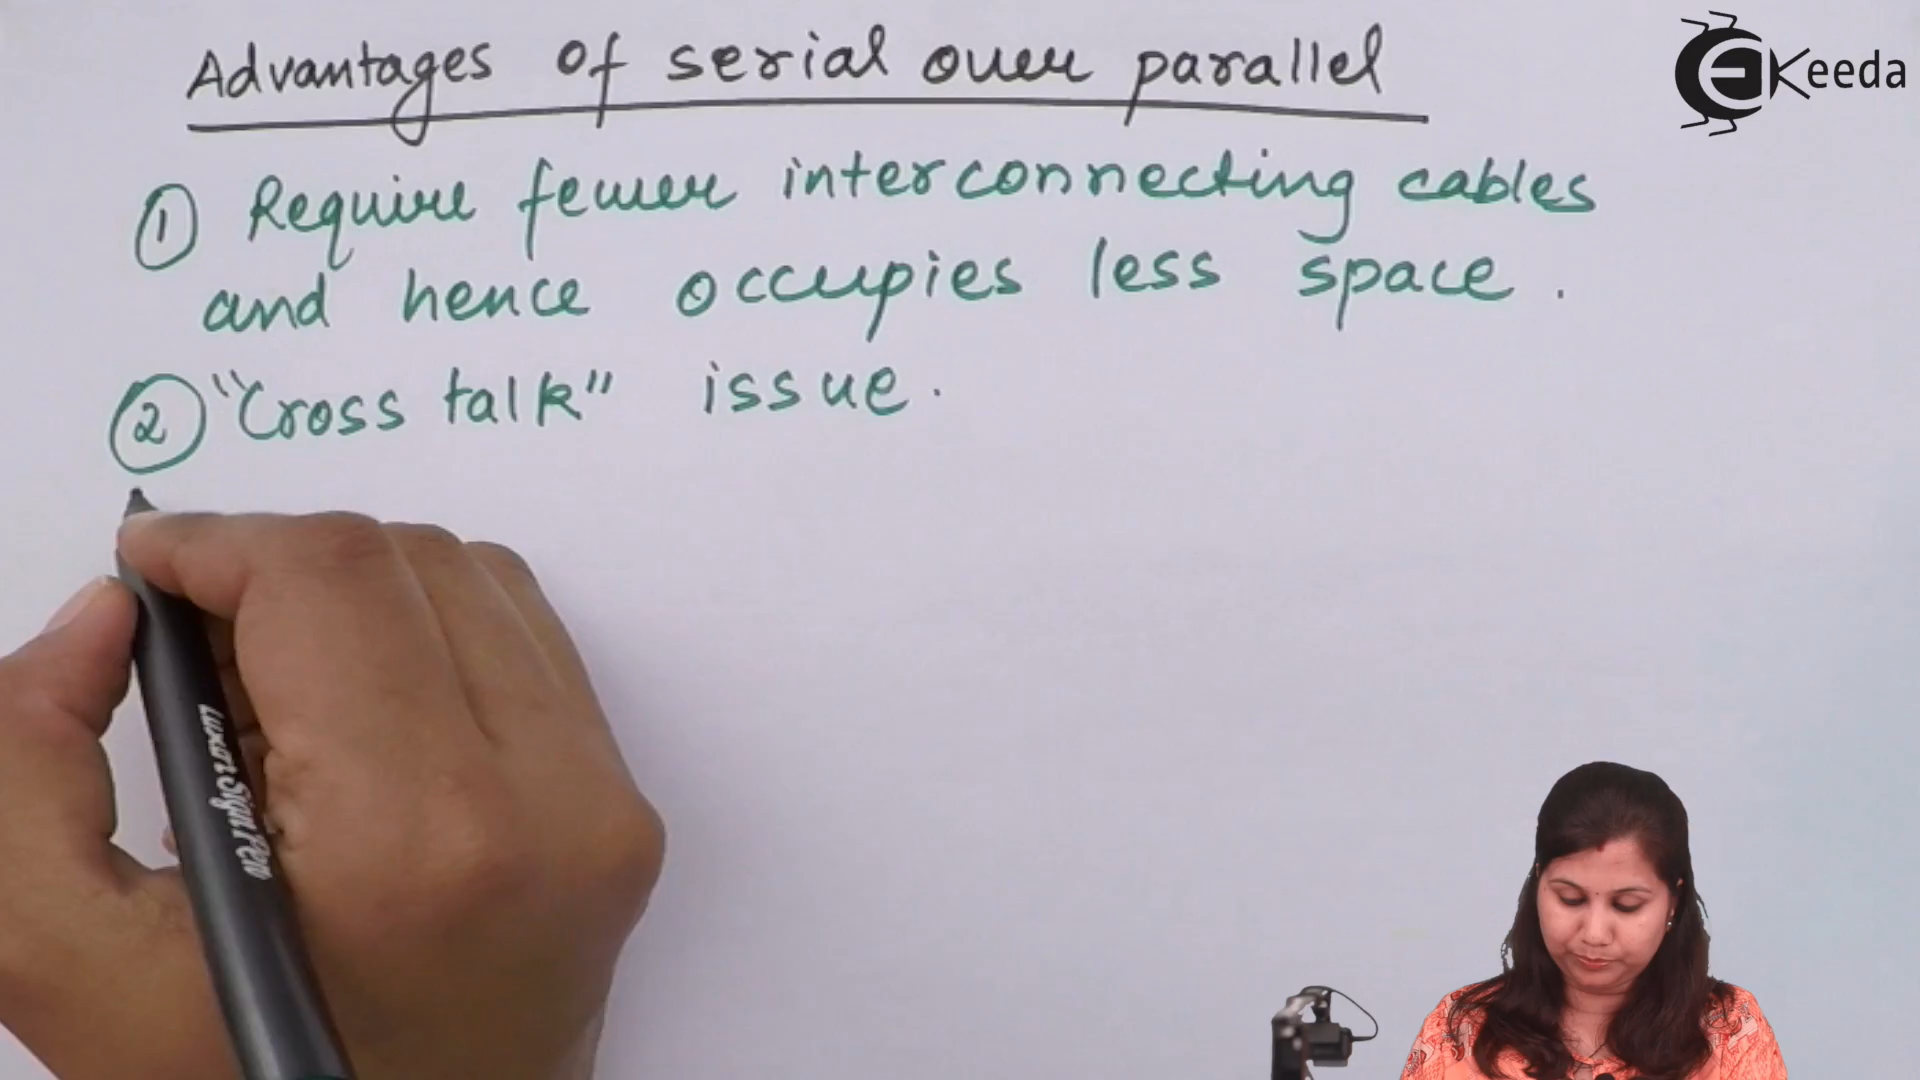 Advantages of serial over parallel
EKeeda
① Require fewer interconnecting cables
and hence occupies less space.
② "Cross talk" issue.
Luxor Sign Pen